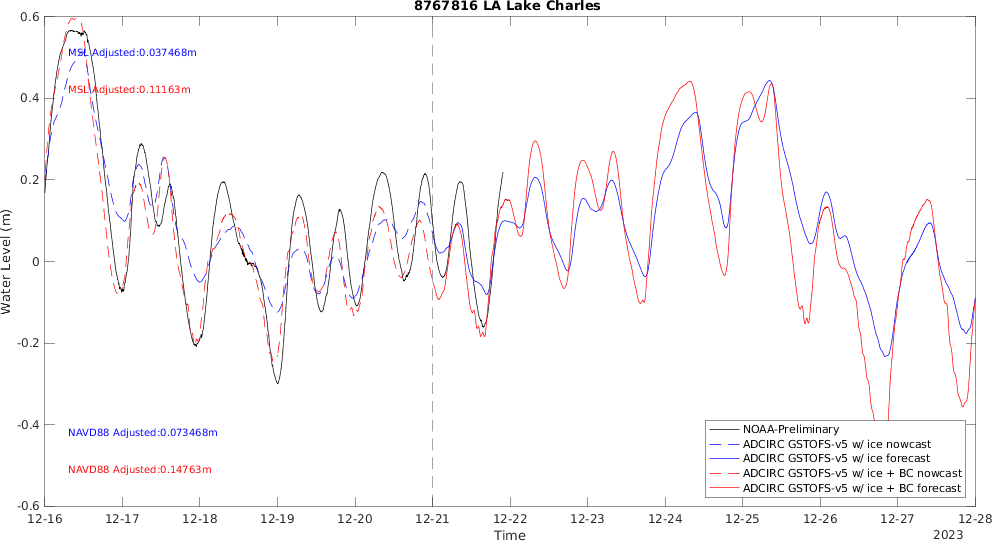 8767816 LA Lake Charles
0.6
0.4
0.2
0
-0.2
-0.4
-0.6
Water Level (m)
MSL Adjusted:0.037468m
MSL Adjusted:0.11163m
NAVD88 Adjusted:0.073468m
NAVD88 Adjusted:0.14763m
NOAA-Preliminary
ADCIRC GSTOFS-v5 w/ ice nowcast
ADCIRC GSTOFS-v5 w/ ice forecast
ADCIRC GSTOFS-v5 w/ ice + BC nowcast
ADCIRC GSTOFS-v5 w/ ice + BC forecast
12-16 12-17 12-18 12-19 12-20 12-21 12-22 12-23 12-24 12-25 12-26 12-27 12-28
Time
2023